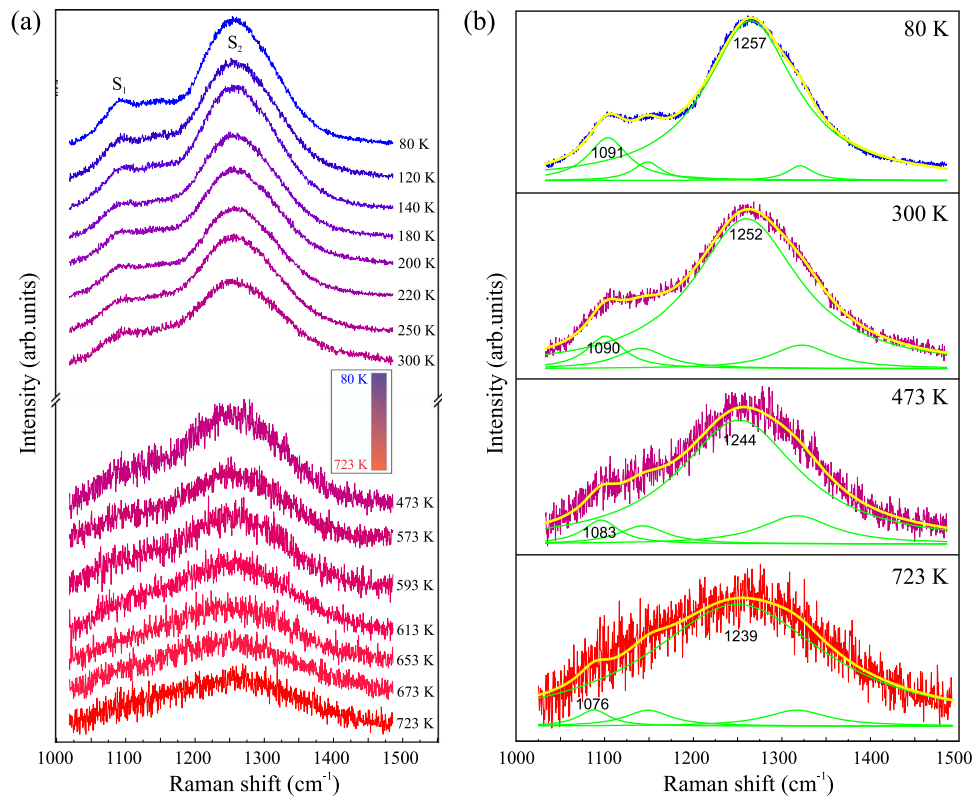 (a)
S1
S2
80 K
120 K
140 K
180 K
200 K
220 K
250 K
300 K
80 K
723 K
473 K
573 K
593 K
613 K
653 K
673 K
723 K
Intensity (arb.units)
1000 1100 1200 1300 1400 1500
Raman shift (cm-1)
(b)
80 K
1257
1091
300 K
1252
1090
473 K
1244
1083
723 K
1239
1076
Intensity (arb.units)
1000 1100 1200 1300 1400 1500
Raman shift (cm-1)